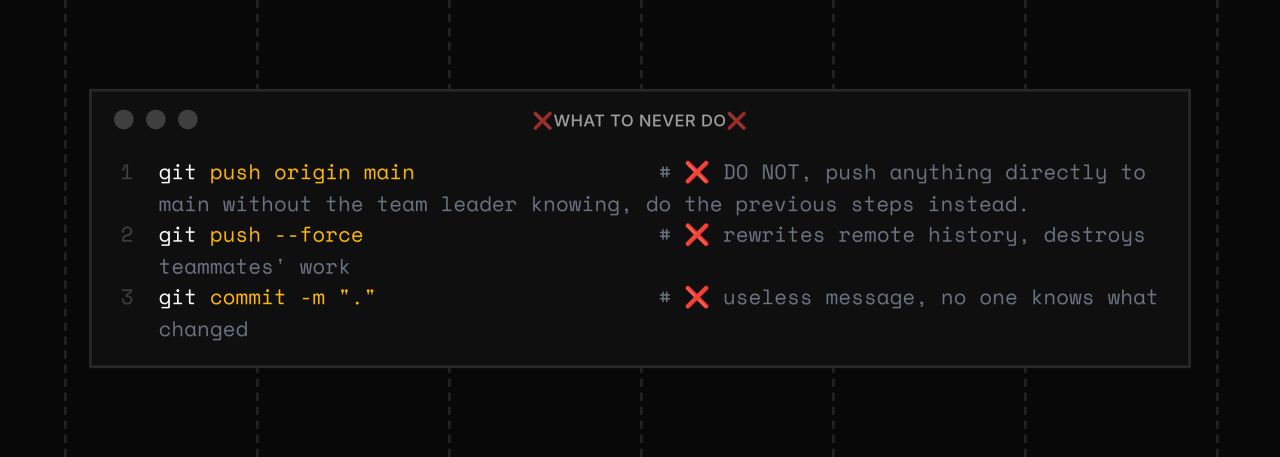 ❌WHAT TO NEVER DO❌
1 git push origin main # ❌ DO NOT, push anything directly to
main without the team leader knowing, do the previous steps instead.
2 git push --force # ❌ rewrites remote history, destroys
teammates' work
3 git commit -m "." # ❌ useless message, no one knows what
changed